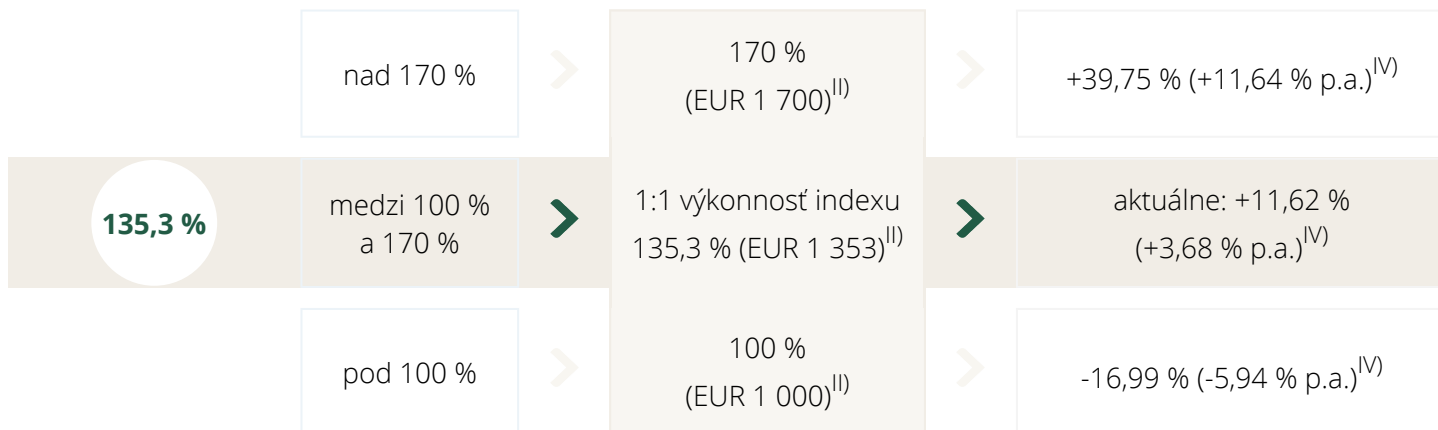 nad 170 %
170 %
(EUR 1 700)II)
+39,75 % (+11,64 % p.a.)IV)
135,3 %
medzi 100 %
a 170 %
1:1 výkonnosť indexu
135,3 % (EUR 1 353)II)
aktuálne: +11,62 %
(+3,68 % p.a.)IV)
pod 100 %
100 %
(EUR 1 000)II)
-16,99 % (-5,94 % p.a.)IV)